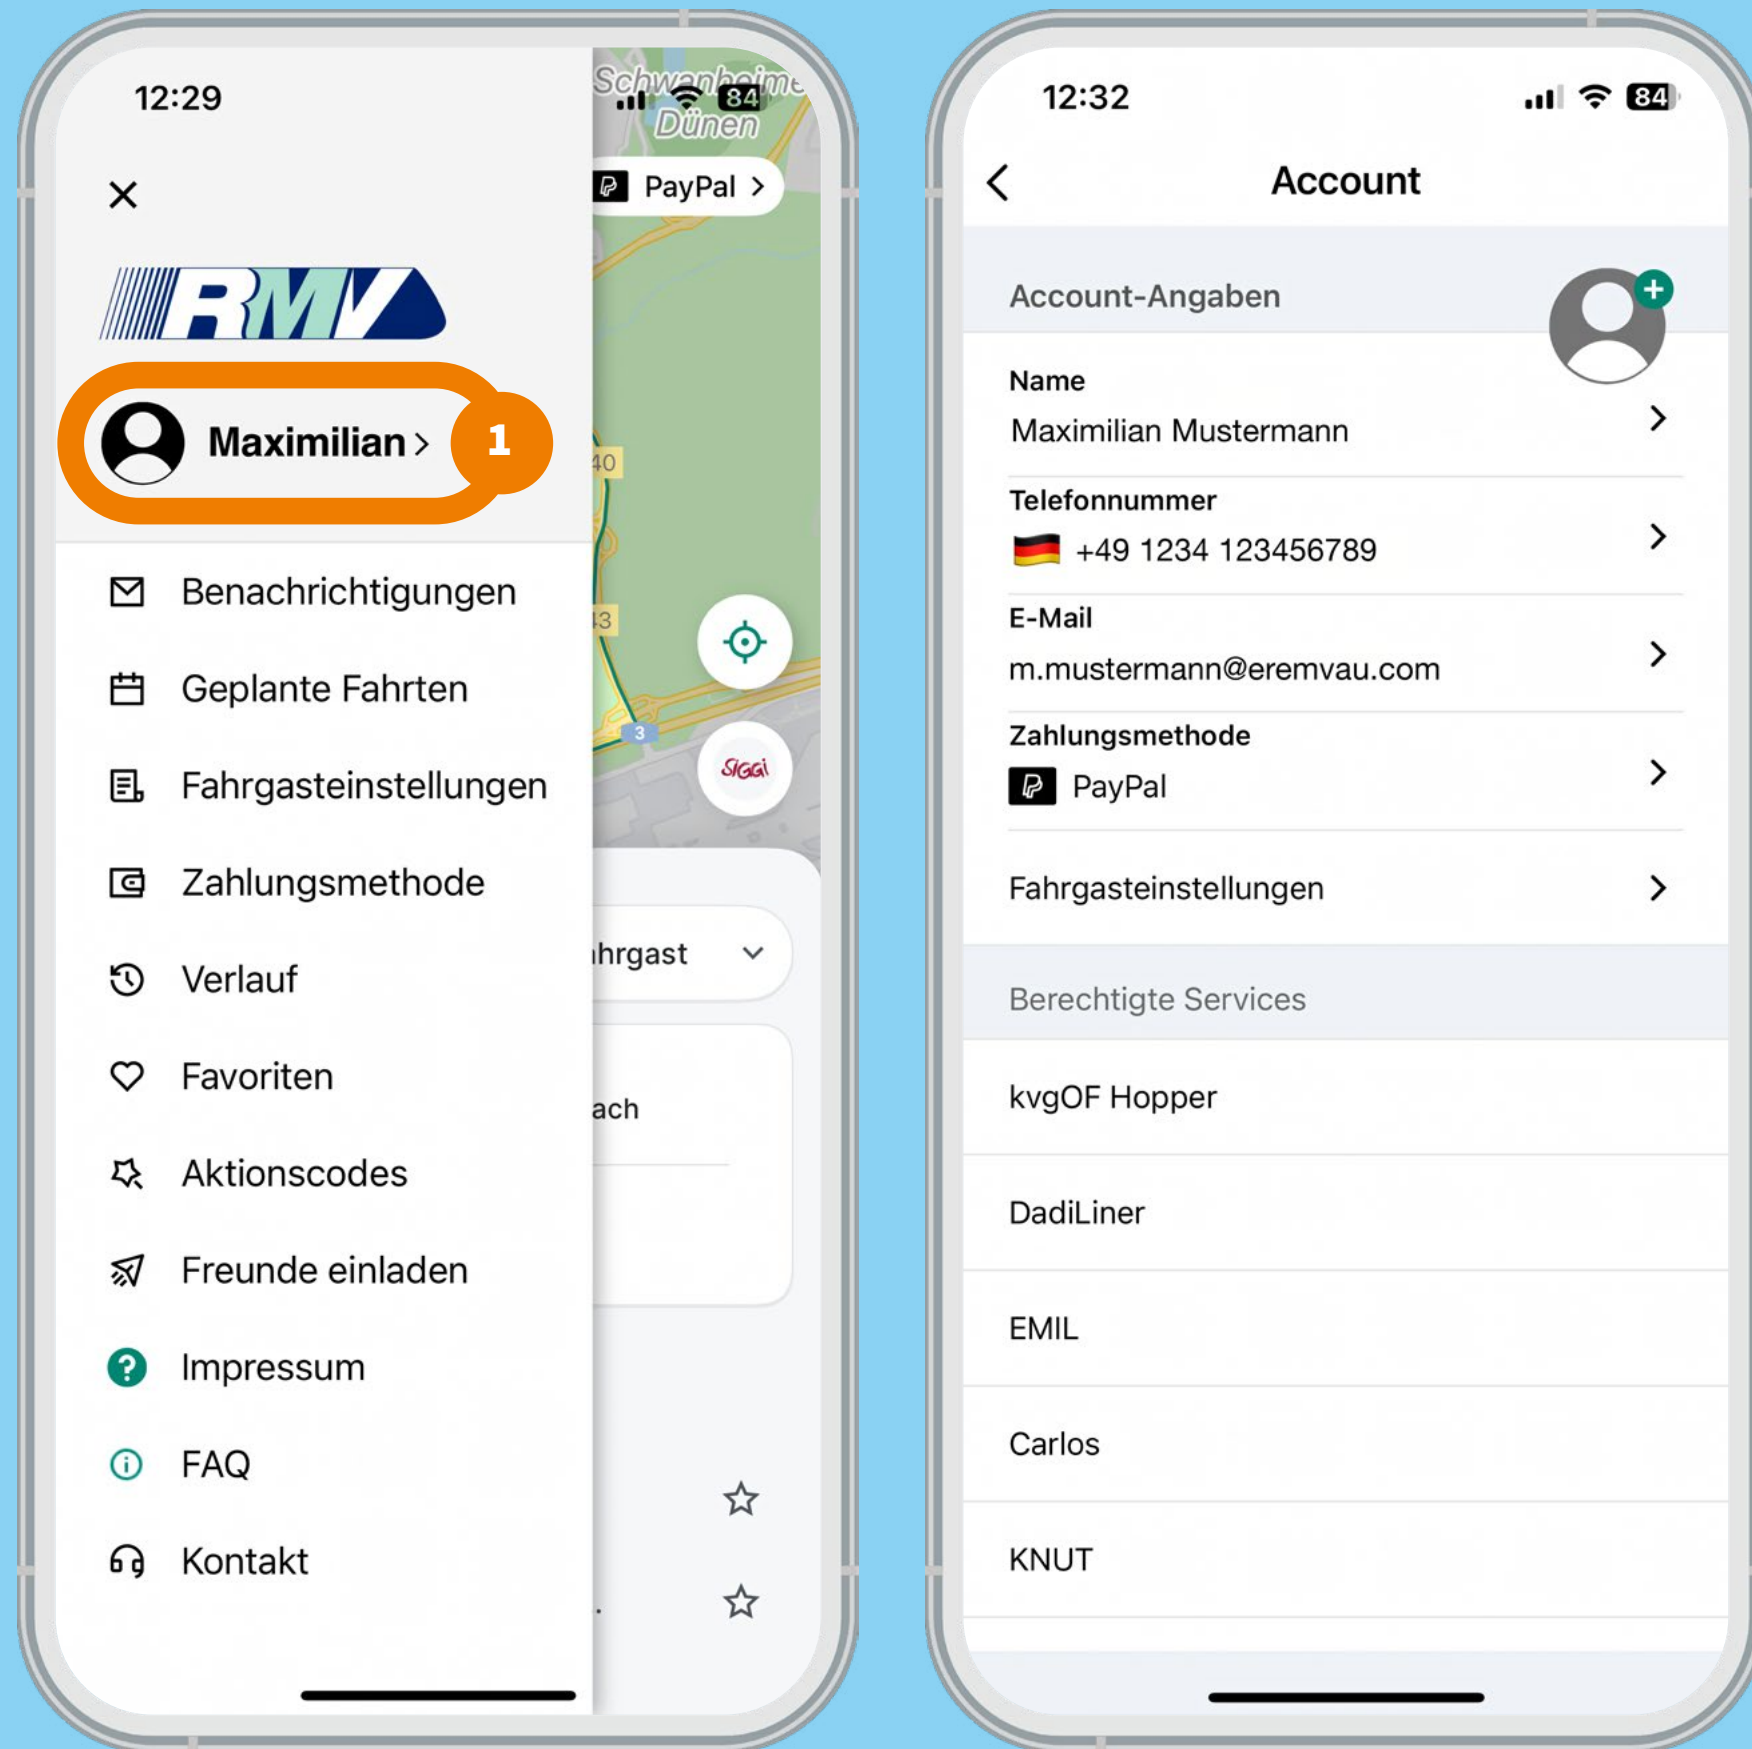 12:29
84
Schwanheime
Dünen
PayPal
RMV
Maximilian
1
40
43
3
SIGGI
Benachrichtigungen
Geplante Fahrten
Fahrgasteinstellungen
Zahlungsmethode
Verlauf
Favoriten
Aktionscodes
Freunde einladen
Impressum
FAQ
Kontakt
ahrgast
ach
12:32
84
Account
Account-Angaben
Name
Maximilian Mustermann
Telefonnummer
+49 1234 123456789
E-Mail
m.mustermann@eremvau.com
Zahlungsmethode
PayPal
Fahrgasteinstellungen
Berechtigte Services
kvgOF Hopper
DadiLiner
EMIL
Carlos
KNUT